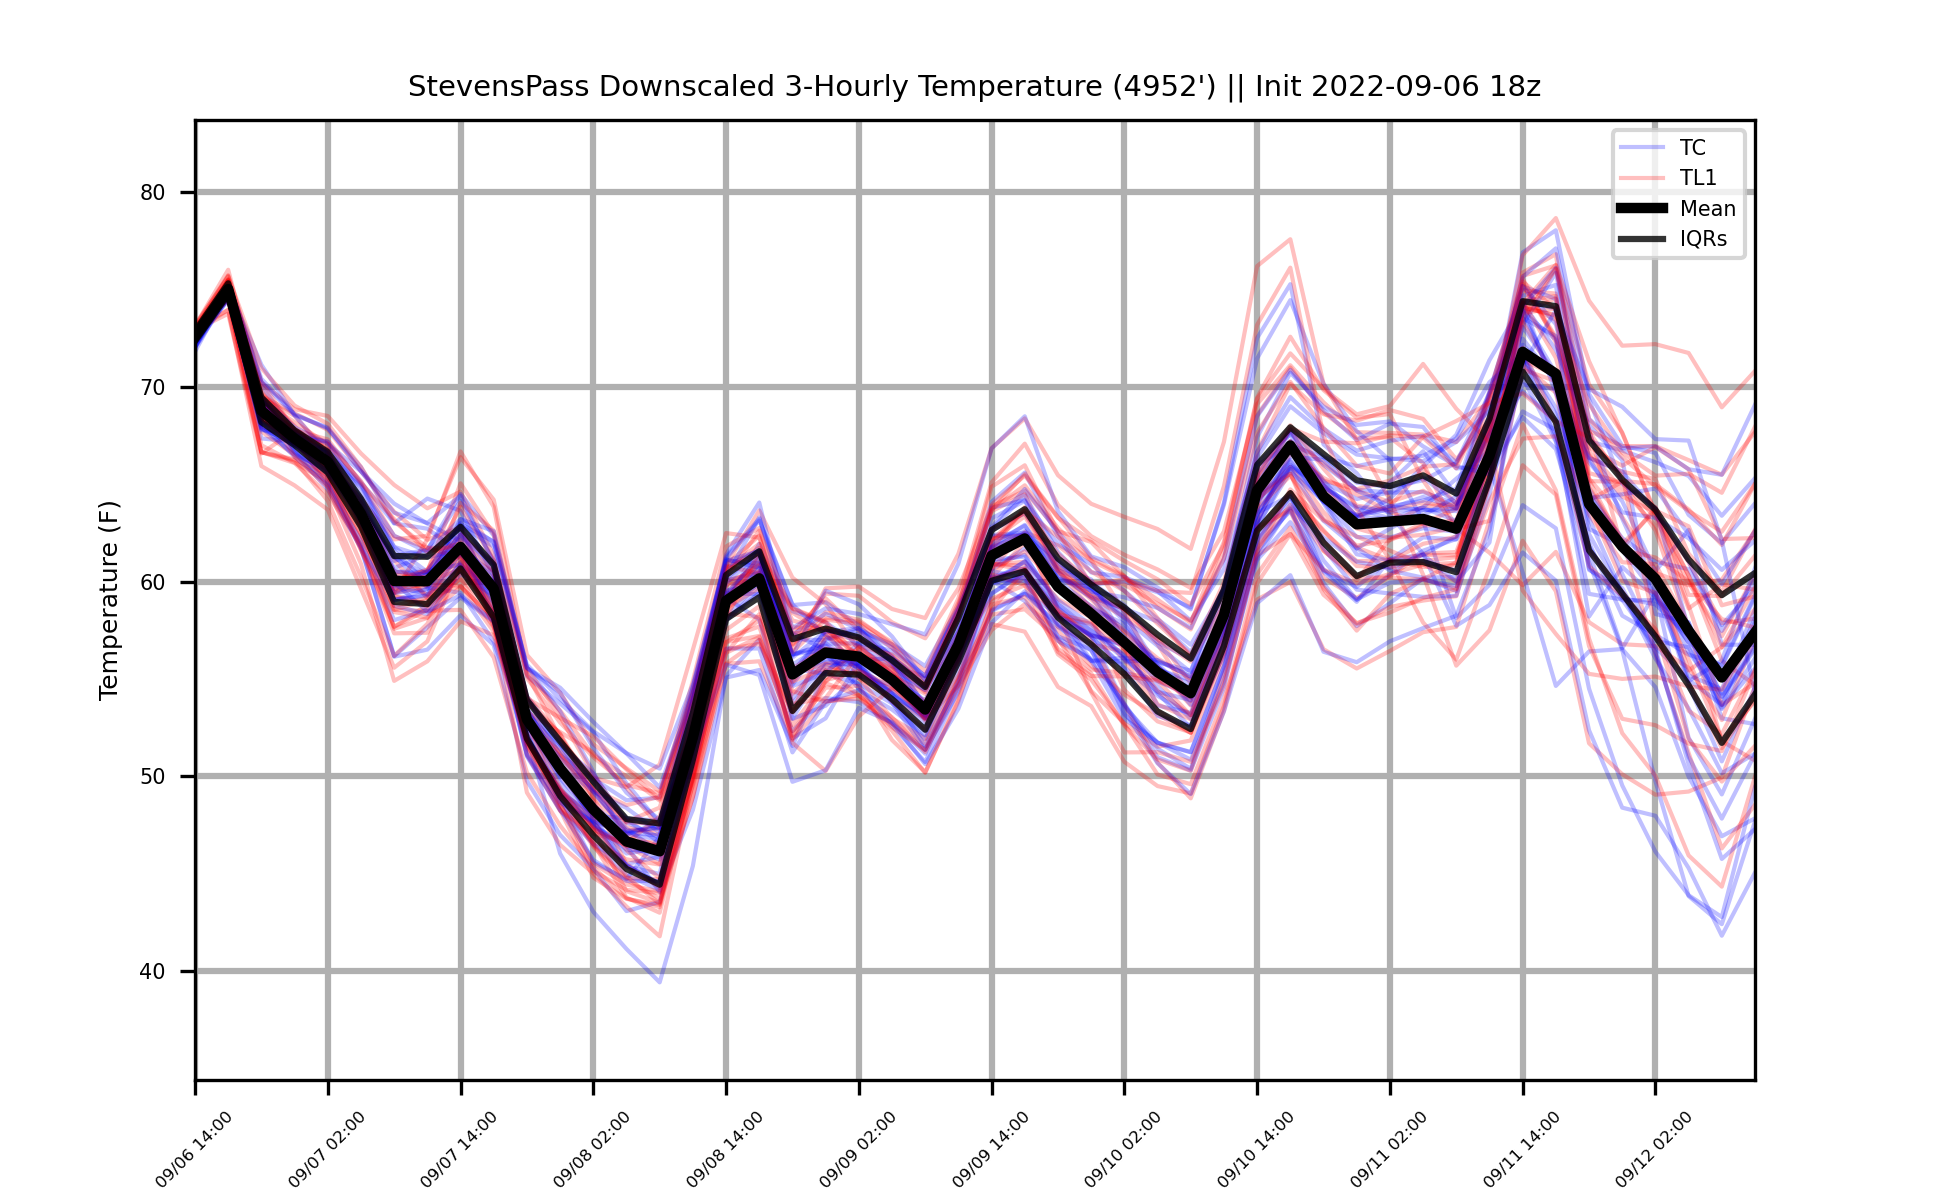 StevensPass Downscaled 3-Hourly Temperature (4952') || Init 2022-09-06 18z
TC
TL1
Mean
IQRs
Temperature (F)
80
70
60
50
40
09/06 14:00
09/07 02:00
09/07 14:00
09/08 02:00
09/08 14:00
09/09 02:00
09/09 14:00
09/10 02:00
09/10 14:00
09/11 02:00
09/11 14:00
09/12 02:00